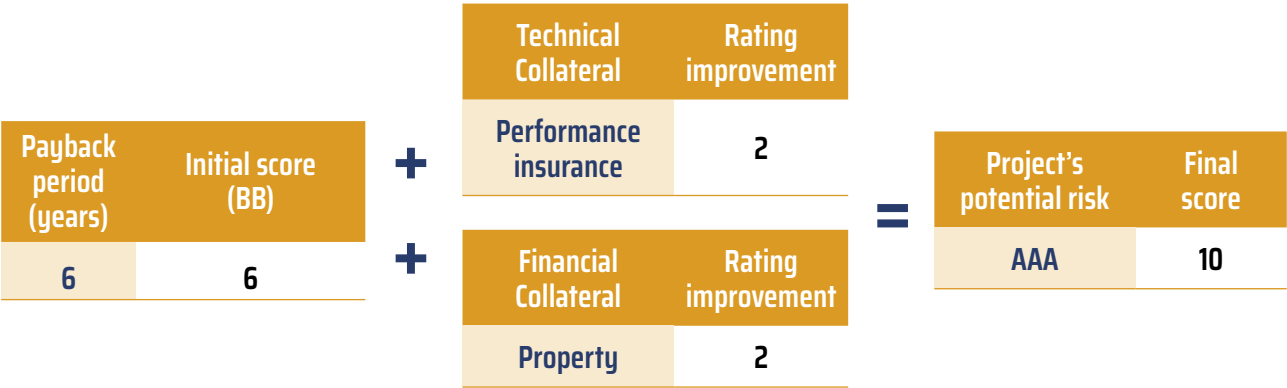 Payback
period
(years)
Initial score
(BB)
6
6
+
+
Technical
Collateral
Rating
improvement
Performance
insurance
2
Financial
Collateral
Rating
improvement
Property
2
=
Project's
potential risk
Final
score
AAA
10